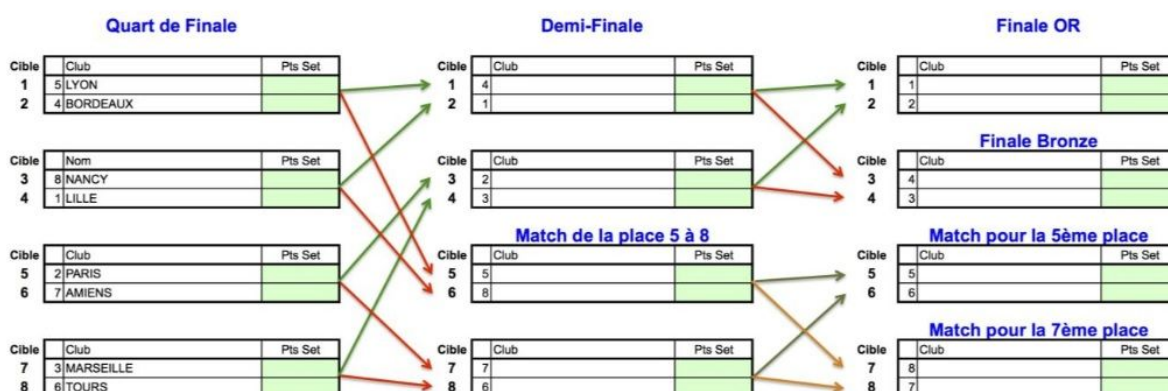 Quart de Finale Demi-Finale Finale OR
Cible Club Pts Set Cible Club Pts Set Cible Club Pts Set
1 5 LYON 1 4 1 1
2 4 BORDEAUX 2 1 2 2
Finale Bronze
Cible Nom Pts Set Cible Club Pts Set Cible Club Pts Set
3 8 NANCY 3 2 3 4
4 1 LILLE 4 3 4 3
Match de la place 5 à 8 Match pour la 5ème place
Cible Club Pts Set Cible Club Pts Set Cible Club Pts Set
5 2 PARIS 5 5 5 5
6 7 AMIENS 6 8 6 6
Match pour la 7ème place
Cible Club Pts Set Cible Club Pts Set Cible Club Pts Set
7 3 MARSEILLE 7 7 7 8
8 6 TOURS 8 6 8 7